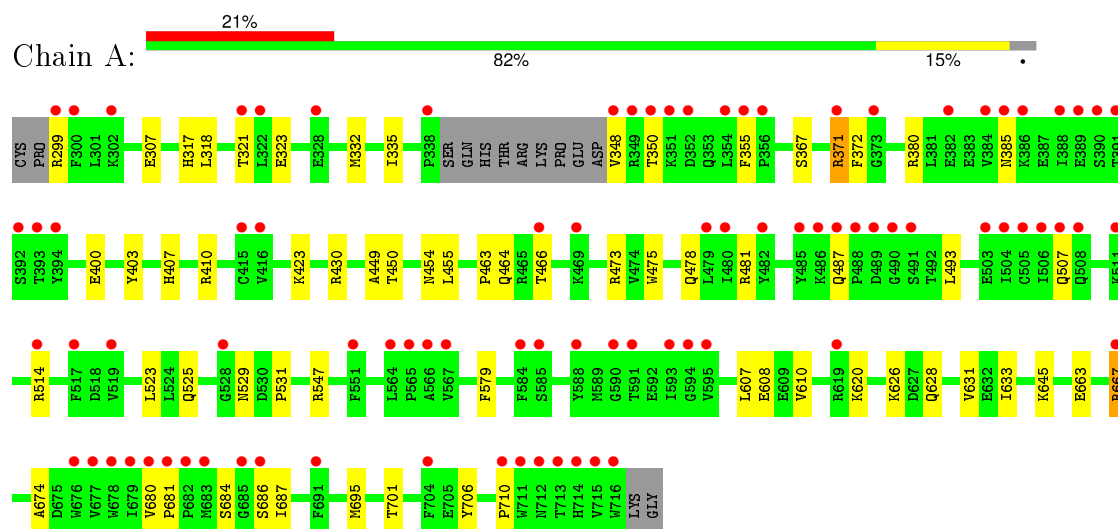 21%
Chain A:
82% 15% •
CYS PRO R299 F300 L301 K302 E307 H317 L318 T321 L322 E323 E328 M332 I335 P338 SER GLN HIS THR ARG LYS PRO GLU ASP V348 R349 T350 K351 D352 Q353 L354 F355 P356 S367 R371 F372 G373 R380 L381 E382 E383 V384 N385 K386 E387 I388 E389 S390 T391
S392 T393 Y394 E400 Y403 H407 R410 C415 V416 K423 R430 A449 T450 N454 L455 P463 Q464 R465 T466 K469 R473 V474 W475 Q478 L479 I480 R481 Y482 Y485 K486 Q487 P488 D489 G490 S491 T492 L493 E503 I504 C505 I506 Q507 Q508 K511
R514 F517 D518 V519 L523 L524 Q525 G528 N529 D530 P531 R547 F551 L564 P565 A566 V567 F579 F584 S585 Y588 M589 G590 T591 E592 I593 G594 V595 L607 E608 E609 V610 R619 K620 K626 D627 Q628 V631 E632 I633 K645 E663 R667
A674 D675 W676 V677 W678 I679 V680 P681 P682 M683 S684 G685 S686 I687 F691 M695 T701 F704 E705 Y706 P710 W711 N712 T713 H714 V715 W716 LYS GLY